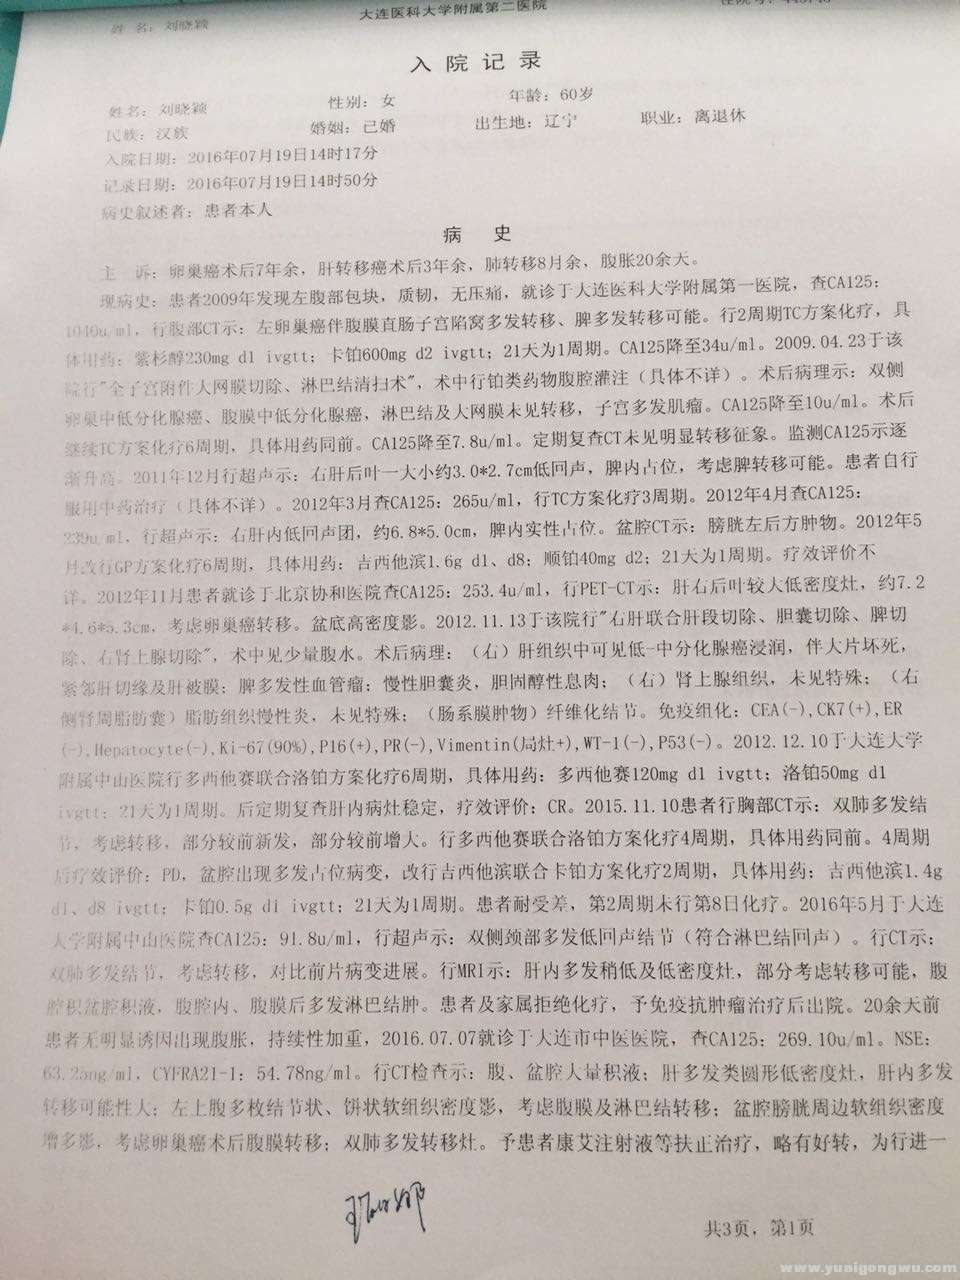 姓 名：刘晓颖
大连医科大学附属第二医院
入 院 记 录
姓名：刘晓颖 性别：女 年龄：60岁
民族：汉族 婚姻：已婚 出生地：辽宁 职业：离退休
入院日期：2016年07月19日14时17分
记录日期：2016年07月19日14时50分
病史叙述者：患者本人
病 史
主 诉：卵巢癌术后7年余，肝转移癌术后3年余，肺转移8月余，腹胀20余天。
现病史：患者2009年发现左腹部包块，质韧，无压痛，就诊于大连医科大学附属第一医院，查CA125：
1040u/ml，行腹部CT示：左卵巢癌伴腹膜直肠子宫陷窝多发转移、脾多发转移可能。行2周期TC方案化疗，具
体用药：紫杉醇230mg d1 ivgtt；卡铂600mg d2 ivgtt；21天为1周期。CA125降至34u/ml。2009.04.23于该
院行"全子宫附件大网膜切除、淋巴结清扫术"，术中行铂类药物腹腔灌注（具体不详）。术后病理示：双侧
卵巢中低分化腺癌、腹膜中低分化腺癌，淋巴结及大网膜未见转移，子宫多发肌瘤。CA125降至10u/ml。术后
继续TC方案化疗6周期，具体用药同前。CA125降至7.8u/ml。定期复查CT未见明显转移征象。监测CA125示逐
渐升高。2011年12月行超声示：右肝后叶一大小约3.0*2.7cm低回声，脾内占位，考虑脾转移可能。患者自行
服用中药治疗（具体不详）。2012年3月查CA125：265u/ml，行TC方案化疗3周期。2012年4月查CA125：
239u/ml，行超声示：右肝内低回声团，约6.8*5.0cm，脾内实性占位。盆腔CT示：膀胱左后方肿物。2012年5
月改行GP方案化疗6周期，具体用药：吉西他滨1.6g d1、d8；顺铂40mg d2；21天为1周期。疗效评价不
详。2012年11月患者就诊于北京协和医院查CA125：253.4u/ml，行PET-CT示：肝右后叶较大低密度灶，约7.2
*4.6*5.3cm，考虑卵巢癌转移。盆底高密度影。2012.11.13于该院行"右肝联合肝段切除、胆囊切除、脾切
除、右肾上腺切除"，术中见少量腹水。术后病理：（右）肝组织中可见低-中分化腺癌浸润，伴大片坏死，
紧邻肝切缘及肝被膜；脾多发性血管瘤；慢性胆囊炎，胆固醇性息肉；（右）肾上腺组织，未见特殊；（右
侧肾周脂肪囊）脂肪组织慢性炎，未见特殊；（肠系膜肿物）纤维化结节。免疫组化：CEA(-),CK7(+),ER
(-),Hepatocyte(-),Ki-67(90%),P16(+),PR(-),Vimentin(局灶+),WT-1(-),P53(-)。2012.12.10于大连大学
附属中山医院行多西他赛联合洛铂方案化疗6周期，具体用药：多西他赛120mg d1 ivgtt；洛铂50mg d1
ivgtt；21天为1周期。后定期复查肝内病灶稳定，疗效评价：CR。2015.11.10患者行胸部CT示：双肺多发结
节，考虑转移，部分较前新发，部分较前增大。行多西他赛联合洛铂方案化疗4周期，具体用药同前。4周期
后疗效评价：PD，盆腔出现多发占位病变，改行吉西他滨联合卡铂方案化疗2周期，具体用药：吉西他滨1.4g
d1、d8 ivgtt；卡铂0.5g d1 ivgtt；21天为1周期。患者耐受差，第2周期未行第8日化疗。2016年5月于大连
大学附属中山医院查CA125：91.8u/ml，行超声示：双侧颈部多发低回声结节（符合淋巴结回声）。行CT示：
双肺多发结节，考虑转移，对比前片病变进展。行MRI示：肝内多发稍低及低密度灶，部分考虑转移可能，腹
腔积盆腔积液，腹腔内、腹膜后多发淋巴结肿。患者及家属拒绝化疗，予免疫抗肿瘤治疗后出院。20余天前
患者无明显诱因出现腹胀，持续性加重，2016.07.07就诊于大连市中医医院，查CA125：269.10u/ml。NSE：
63.25ng/ml，CYFRA21-1：54.78ng/ml。行CT检查示：腹、盆腔大量积液；肝多发类圆形低密度灶，肝内多发
转移可能性大；左上腹多枚结节状、饼状软组织密度影，考虑腹膜及淋巴结转移；盆腔膀胱周边软组织密度
增多影，考虑卵巢癌术后腹膜转移；双肺多发转移灶。予患者康艾注射液等扶正治疗，略有好转，为行进一
共3页，第1页
www.yuaigongwu.com